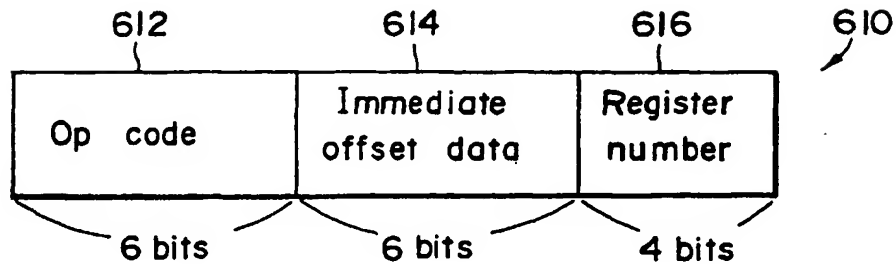 612 614 616 610
Op code
Immediate
offset data
Register
number
6 bits 6 bits 4 bits